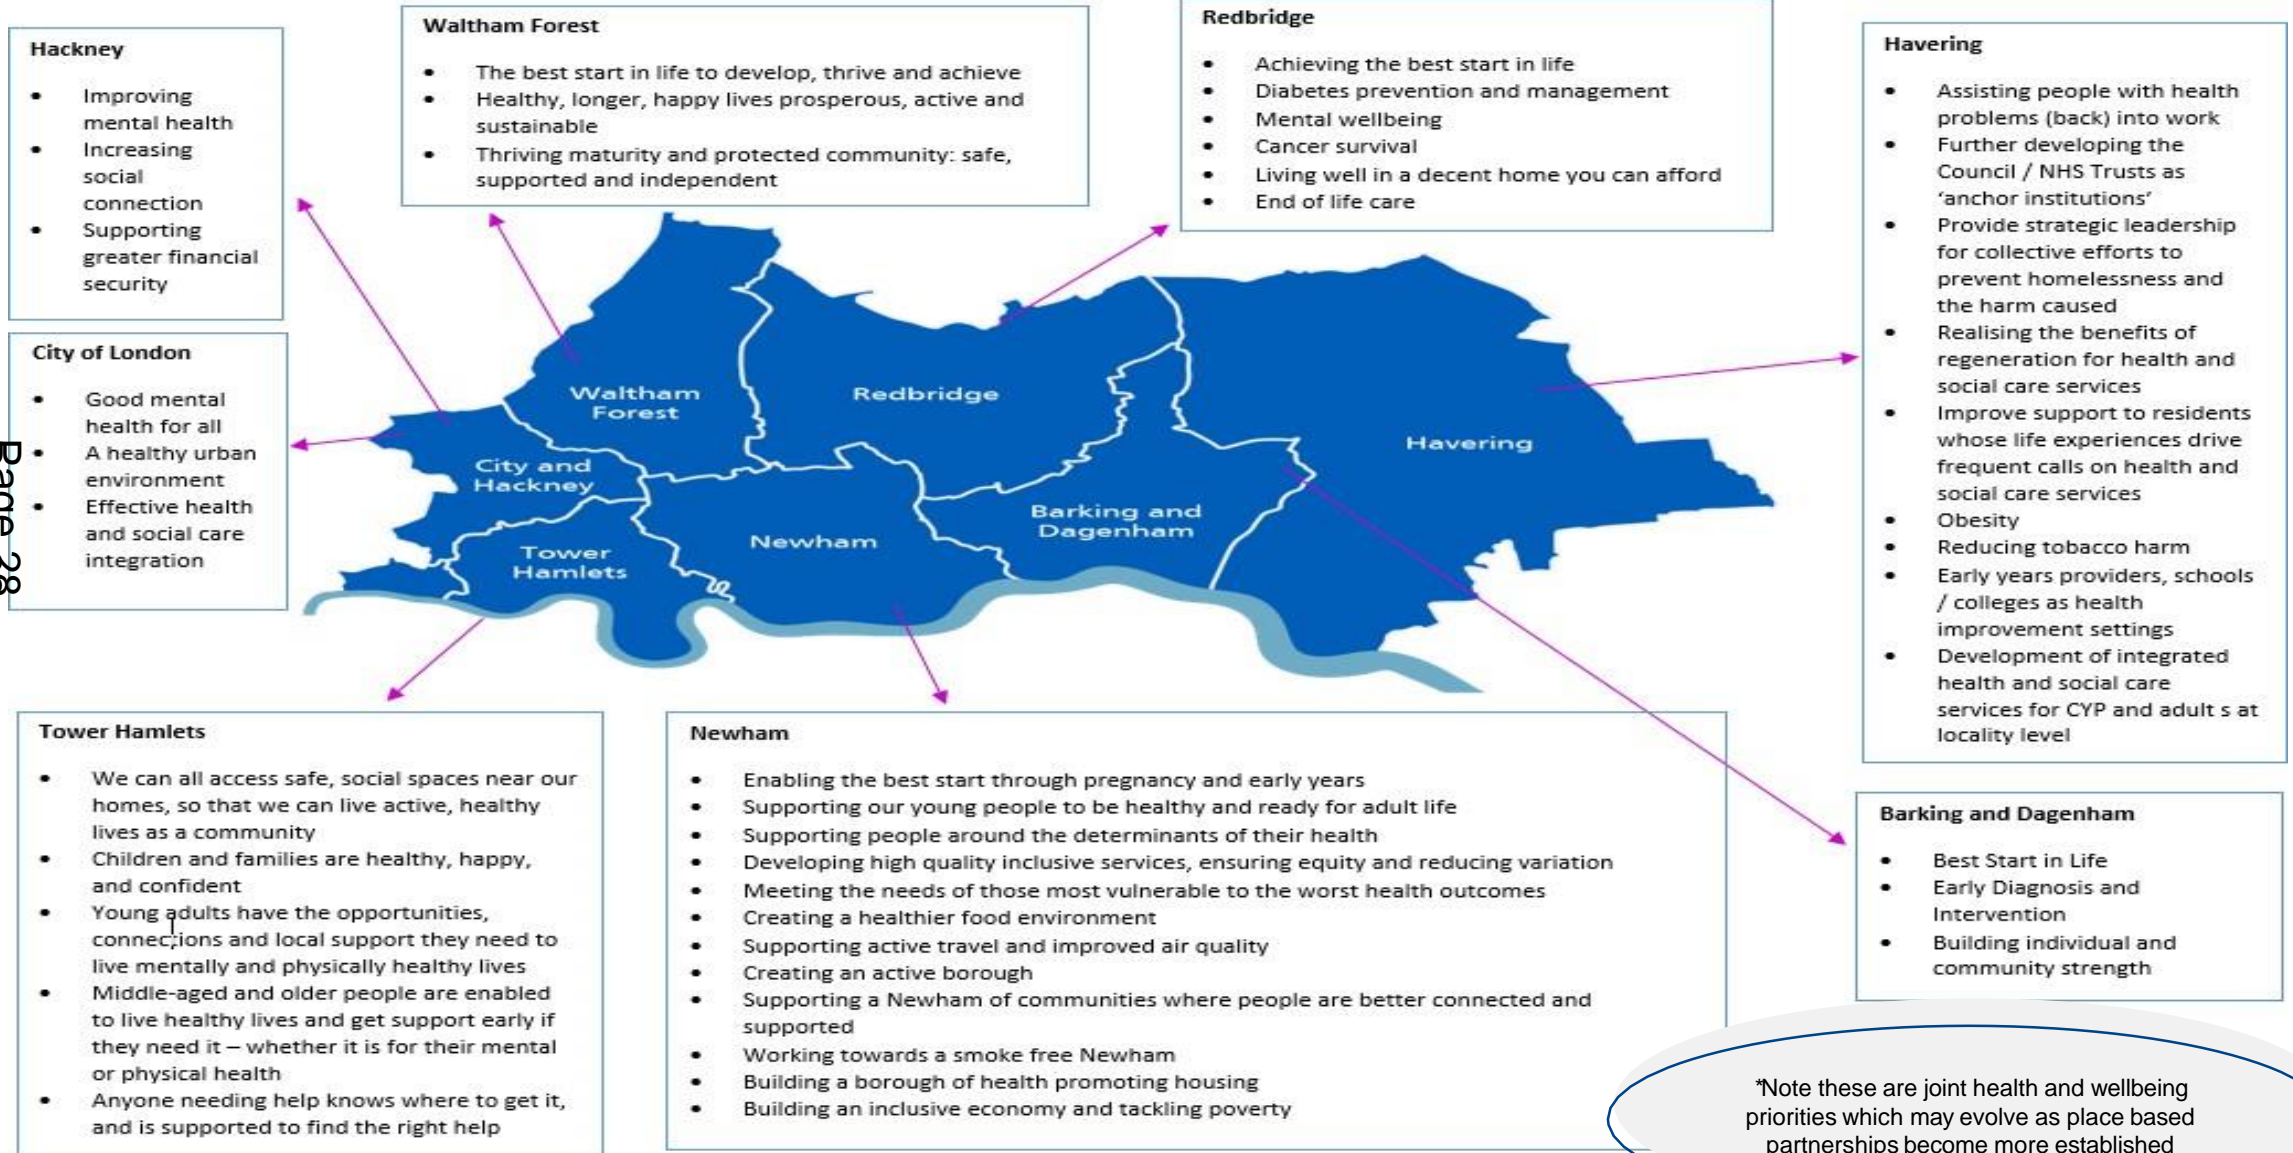 Hackney
• Improving
mental health
• Increasing
social
connection
• Supporting
greater financial
security
City of London
• Good mental
health for all
• A healthy urban
environment
• Effective health
and social care
integration
Page 28
Waltham Forest
• The best start in life to develop, thrive and achieve
• Healthy, longer, happy lives prosperous, active and
sustainable
• Thriving maturity and protected community: safe,
supported and independent
Redbridge
• Achieving the best start in life
• Diabetes prevention and management
• Mental wellbeing
• Cancer survival
• Living well in a decent home you can afford
• End of life care
Havering
• Assisting people with health
problems (back) into work
• Further developing the
Council / NHS Trusts as
‘anchor institutions’
• Provide strategic leadership
for collective efforts to
prevent homelessness and
the harm caused
• Realising the benefits of
regeneration for health and
social care services
• Improve support to residents
whose life experiences drive
frequent calls on health and
social care services
• Obesity
• Reducing tobacco harm
• Early years providers, schools
/ colleges as health
improvement settings
• Development of integrated
health and social care
services for CYP and adult s at
locality level
Waltham
Forest
Redbridge
Havering
City and
Hackney
Barking and
Dagenham
Newham
Tower
Hamlets
Tower Hamlets
• We can all access safe, social spaces near our
homes, so that we can live active, healthy
lives as a community
• Children and families are healthy, happy,
and confident
• Young adults have the opportunities,
connections and local support they need to
live mentally and physically healthy lives
• Middle-aged and older people are enabled
to live healthy lives and get support early if
they need it – whether it is for their mental
or physical health
• Anyone needing help knows where to get it,
and is supported to find the right help
Newham
• Enabling the best start through pregnancy and early years
• Supporting our young people to be healthy and ready for adult life
• Supporting people around the determinants of their health
• Developing high quality inclusive services, ensuring equity and reducing variation
• Meeting the needs of those most vulnerable to the worst health outcomes
• Creating a healthier food environment
• Supporting active travel and improved air quality
• Creating an active borough
• Supporting a Newham of communities where people are better connected and
supported
• Working towards a smoke free Newham
• Building a borough of health promoting housing
• Building an inclusive economy and tackling poverty
Barking and Dagenham
• Best Start in Life
• Early Diagnosis and
Intervention
• Building individual and
community strength
*Note these are joint health and wellbeing
priorities which may evolve as place based
partnerships become more established